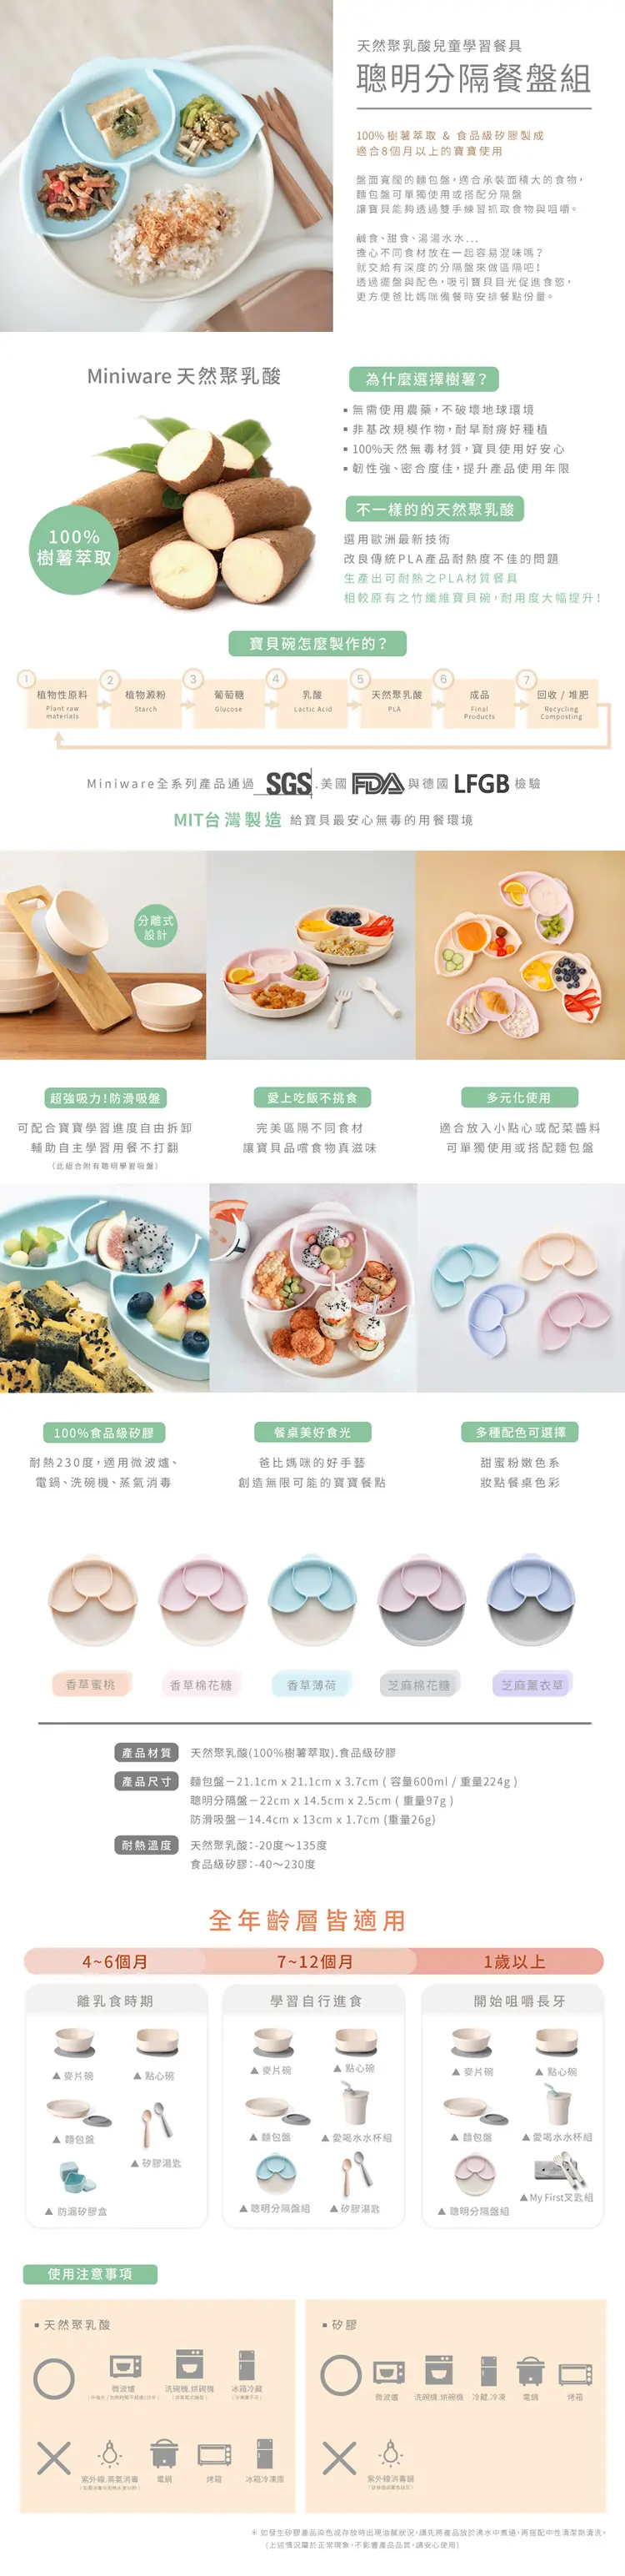 天然聚乳酸兒童學習餐具
聰明分隔餐盤組
100% 樹薯萃取 & 食品級矽膠製成
適合8個月以上的寶寶使用
盤面寬闊的麵包盤，適合承裝面積大的食物，
麵包盤可單獨使用或搭配分隔盤
讓寶貝能夠透過雙手練習抓取食物與咀嚼。
鹹食、甜食、湯湯水水...
擔心不同食材放在一起容易混味嗎？
就交給有深度的分隔盤來做區隔吧！
透過擺盤與配色，吸引寶貝目光促進食慾，
更方便爸比媽咪備餐時安排餐點份量。
Miniware 天然聚乳酸
100%
樹薯萃取
為什麼選擇樹薯？
▪ 無需使用農藥，不破壞地球環境
▪ 非基改規模作物，耐旱耐瘠好種植
▪ 100%天然無毒材質，寶貝使用好安心
▪ 韌性強、密合度佳，提升產品使用年限
不一樣的的天然聚乳酸
選用歐洲最新技術
改良傳統PLA產品耐熱度不佳的問題
生產出可耐熱之PLA材質餐具
相較原有之竹纖維寶貝碗，耐用度大幅提升！
寶貝碗怎麼製作的？
1 植物性原料 Plant raw materials
2 植物澱粉 Starch
3 葡萄糖 Glucose
4 乳酸 Lactic Acid
5 天然聚乳酸 PLA
6 成品 Final Products
7 回收 / 堆肥 Recycling Composting
Miniware全系列產品通過 SGS.美國 FDA 與德國 LFGB 檢驗
MIT台灣製造 給寶貝最安心無毒的用餐環境
分離式
設計
超強吸力！防滑吸盤
可配合寶寶學習進度自由拆卸
輔助自主學習用餐不打翻
（此組合附有聰明學習吸盤）
愛上吃飯不挑食
完美區隔不同食材
讓寶貝品嚐食物真滋味
多元化使用
適合放入小點心或配菜醬料
可單獨使用或搭配麵包盤
100%食品級矽膠
耐熱230度，適用微波爐、
電鍋、洗碗機、蒸氣消毒
餐桌美好食光
爸比媽咪的好手藝
創造無限可能的寶寶餐點
多種配色可選擇
甜蜜粉嫩色系
妝點餐桌色彩
香草蜜桃
香草棉花糖
香草薄荷
芝麻棉花糖
芝麻薰衣草
產品材質 天然聚乳酸(100%樹薯萃取).食品級矽膠
產品尺寸 麵包盤－21.1cm x 21.1cm x 3.7cm ( 容量600ml / 重量224g )
聰明分隔盤－22cm x 14.5cm x 2.5cm ( 重量97g )
防滑吸盤－14.4cm x 13cm x 1.7cm (重量26g)
耐熱溫度 天然聚乳酸：-20度～135度
食品級矽膠：-40～230度
全年齡層皆適用
4~6個月
7~12個月
1歲以上
離乳食時期
▲ 麥片碗
▲ 點心碗
▲ 麵包盤
▲ 矽膠湯匙
▲ 防漏矽膠盒
學習自行進食
▲ 麥片碗
▲ 點心碗
▲ 麵包盤
▲ 愛喝水水杯組
▲ 聰明分隔盤組
▲ 矽膠湯匙
開始咀嚼長牙
▲ 麥片碗
▲ 點心碗
▲ 麵包盤
▲ 愛喝水水杯組
▲ 聰明分隔盤組
▲ My First叉匙組
使用注意事項
▪ 天然聚乳酸
微波爐
洗碗機.烘碗機
冰箱冷藏
紫外線.蒸氣消毒
電鍋
烤箱
冰箱冷凍庫
▪ 矽膠
微波爐
洗碗機.烘碗機
冷藏.冷凍
電鍋
烤箱
紫外線消毒鍋
＊ 如發生矽膠產品染色或存放時出現油膩狀況，請先將產品放於沸水中煮過，再搭配中性清潔劑清洗。
(上述情況屬於正常現象，不影響產品品質，請安心使用)